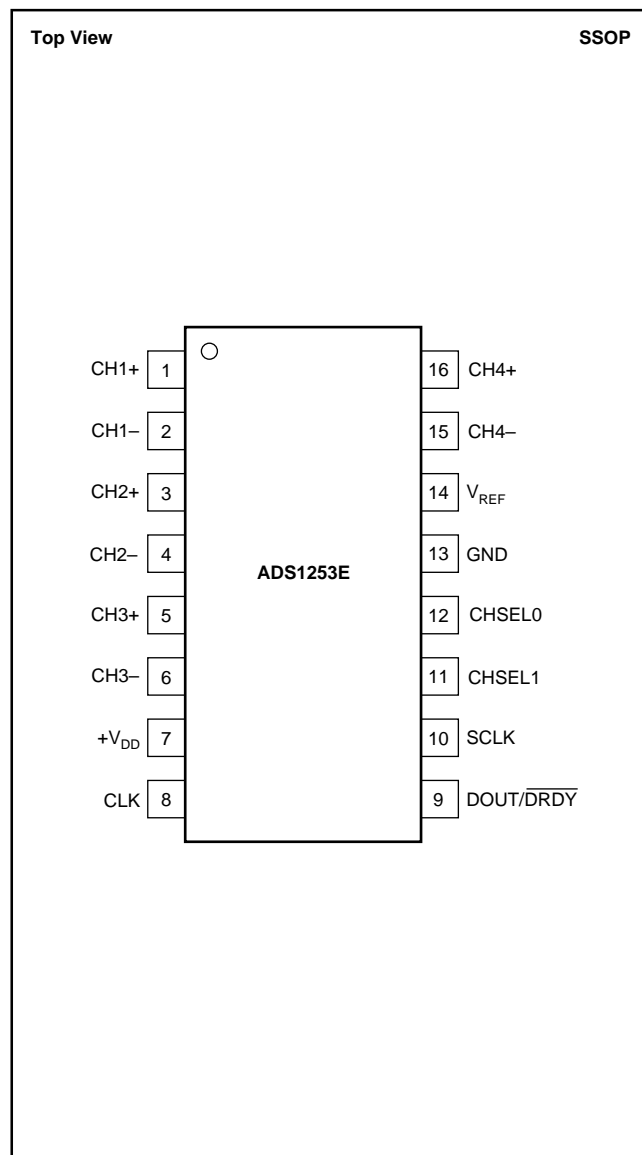 Top View SSOP
CH1+ 1 16 CH4+
CH1– 2 15 CH4–
CH2+ 3 14 VREF
CH2– 4 13 GND
ADS1253E
CH3+ 5 12 CHSEL0
CH3– 6 11 CHSEL1
+VDD 7 10 SCLK
CLK 8 9 DOUT/DRDY